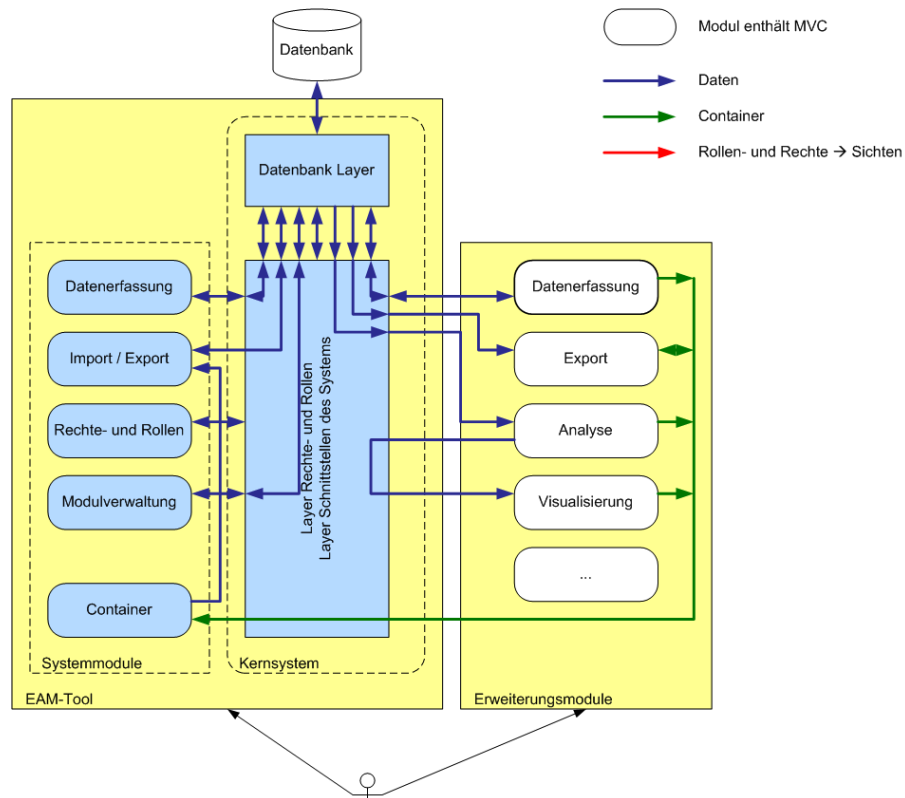 Datenbank
Modul enthält MVC
Daten
Container
Rollen- und Rechte → Sichten
Datenbank Layer
Datenerfassung
Import / Export
Rechte- und Rollen
Modulverwaltung
Container
Systemmodule
Layer Rechte- und Rollen
Layer Schnittstellen des Systems
Kernsystem
EAM-Tool
Datenerfassung
Export
Analyse
Visualisierung
...
Erweiterungsmodule